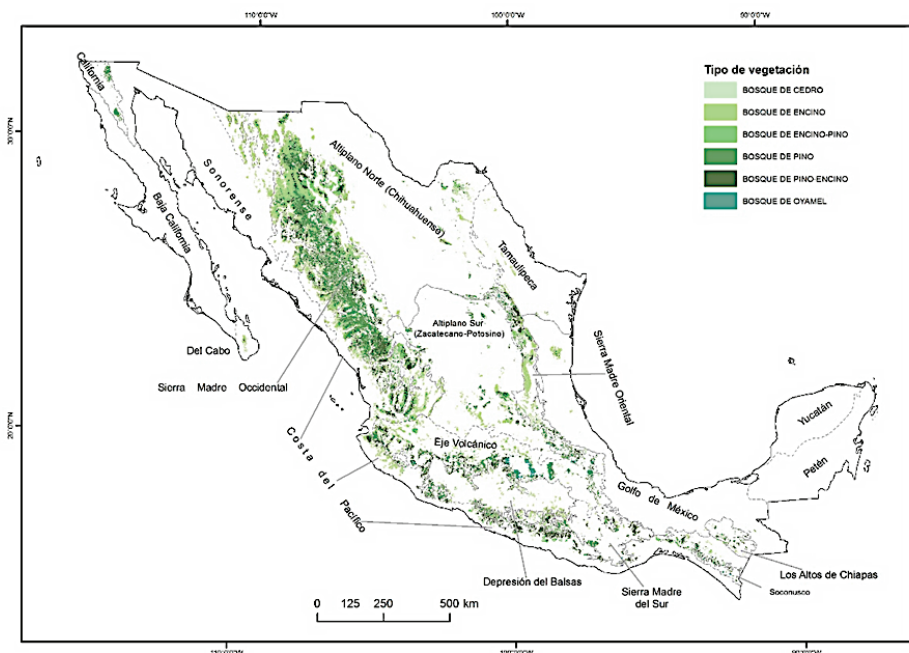 110°0'0"W
100°0'0"W
90°0'0"W
30°0'0"N
20°0'0"N
Tipo de vegetación
BOSQUE DE CEDRO
BOSQUE DE ENCINO
BOSQUE DE ENCINO-PINO
BOSQUE DE PINO
BOSQUE DE PINO-ENCINO
BOSQUE DE OYAMEL
California
Sonorense
Baja California
Altiplano Norte (Chihuahuense)
Tamaulipeca
Altiplano Sur
(Zacatecano-Potosino)
Del Cabo
Sierra Madre Occidental
Sierra Madre Oriental
Costa del Pacífico
Eje Volcánico
Golfo de México
Yucatán
Petén
Los Altos de Chiapas
Soconusco
Depresión del Balsas
Sierra Madre
del Sur
0 125 250 500 km
100°0'0"W